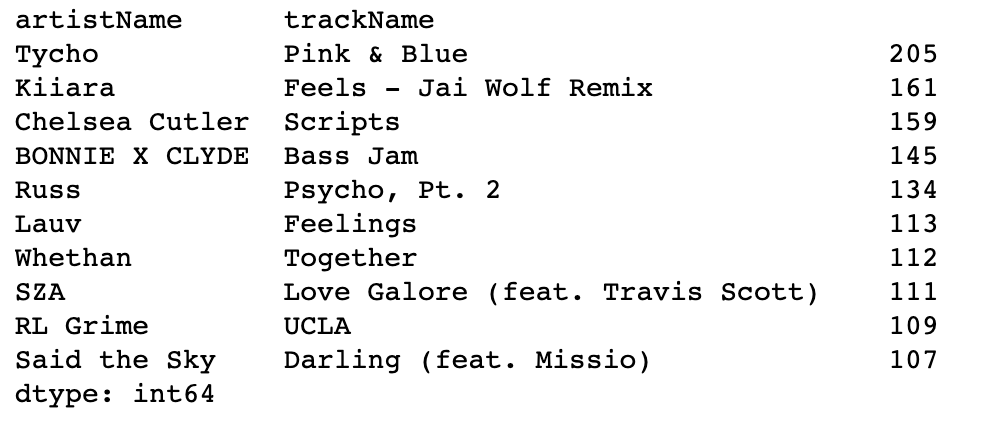 artistName trackName
Tycho Pink & Blue 205
Kiiara Feels - Jai Wolf Remix 161
Chelsea Cutler Scripts 159
BONNIE X CLYDE Bass Jam 145
Russ Psycho, Pt. 2 134
Lauv Feelings 113
Whethan Together 112
SZA Love Galore (feat. Travis Scott) 111
RL Grime UCLA 109
Said the Sky Darling (feat. Missio) 107
dtype: int64